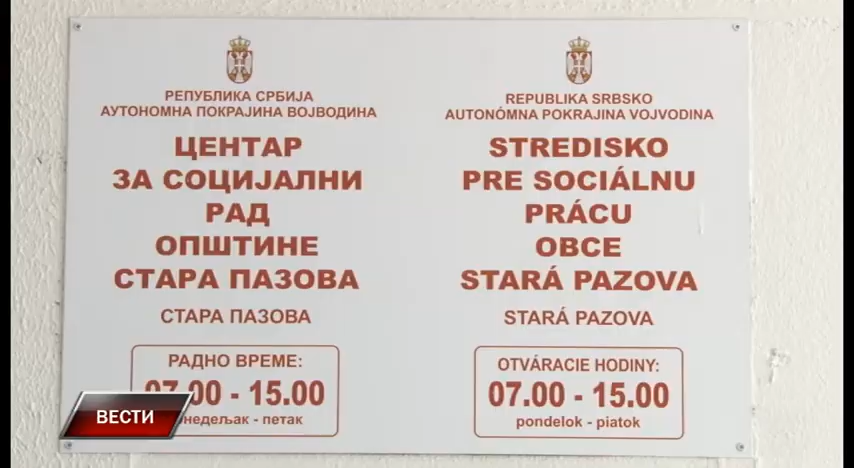 РЕПУБЛИКА СРБИЈА
АУТОНОМНА ПОКРАЈИНА ВОЈВОДИНА
ЦЕНТАР
ЗА СОЦИЈАЛНИ
РАД
ОПШТИНЕ
СТАРА ПАЗОВА
СТАРА ПАЗОВА
РАДНО ВРЕМЕ:
07.00 - 15.00
- петак
REPUBLIKA SRBSKO
AUTONÓMNA POKRAJINA VOJVODINA
STREDISKO
PRE SOCIÁLNU
PRÁCU
OBCE
STARÁ PAZOVA
STARÁ PAZOVA
OTVÁRACIE HODINY:
07.00 - 15.00
pondelok - piatok
ВЕСТИ